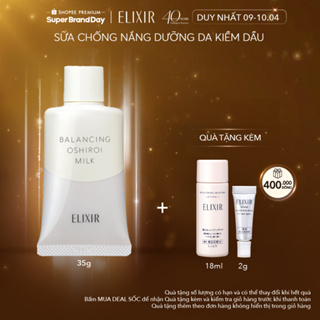 SHOPEE PREMIUM
Super Brand Day
ELIXIR
40
DUY NHẤT 09-10.04
SỮA CHỐNG NẮNG DƯỠNG DA KIỀM DẦU
QUÀ TẶNG KÈM
BALANCING
OSHIROI
MILK
ELIXIR
35g
+
ELIXIR
18ml
ELIXIR
2g
400.000
ĐỒNG
Quà tặng số lượng có hạn và có thể thay đổi khi hết quà
Bấm MUA DEAL SỐC để nhận Quà tặng kèm và kiểm tra giỏ hàng trước khi thanh toán
Quà tặng thêm theo đơn hàng không hiển thị trong giỏ hàng